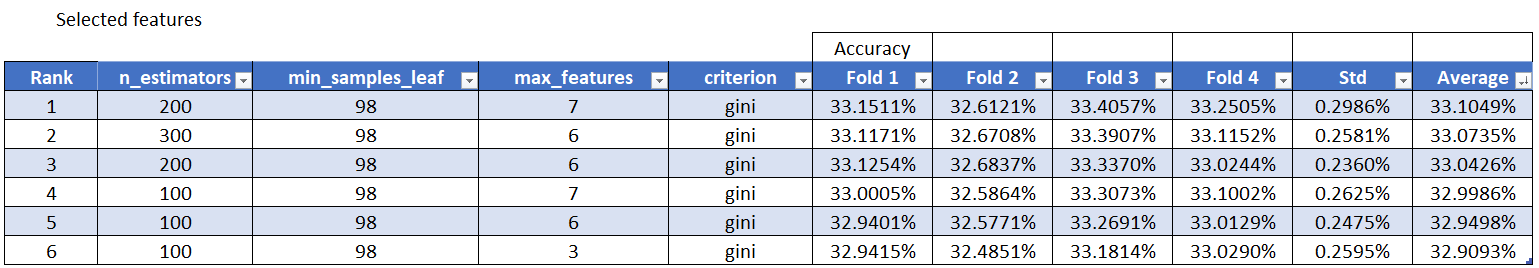 Selected features
Accuracy
Rank n_estimators min_samples_leaf max_features criterion Fold 1 Fold 2 Fold 3 Fold 4 Std Average
1 200 98 7 gini 33.1511% 32.6121% 33.4057% 33.2505% 0.2986% 33.1049%
2 300 98 6 gini 33.1171% 32.6708% 33.3907% 33.1152% 0.2581% 33.0735%
3 200 98 6 gini 33.1254% 32.6837% 33.3370% 33.0244% 0.2360% 33.0426%
4 100 98 7 gini 33.0005% 32.5864% 33.3073% 33.1002% 0.2625% 32.9986%
5 100 98 6 gini 32.9401% 32.5771% 33.2691% 33.0129% 0.2475% 32.9498%
6 100 98 3 gini 32.9415% 32.4851% 33.1814% 33.0290% 0.2595% 32.9093%